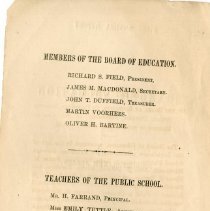 MEMBERS OF THE BOARD OF EDUCATION.
RICHARD S. FIELD, PRESIDENT,
JAMES M. MACDONALD, SECRETARY,
JOHN T. DUFFIELD, TREASURER,
MARTIN VOORHEES,
OLIVER H. BARTINE.
TEACHERS OF THE PUBLIC SCHOOL.
MR. H. FARRAND, PRINCIPAL.
MISS EMILY TUTTLE,